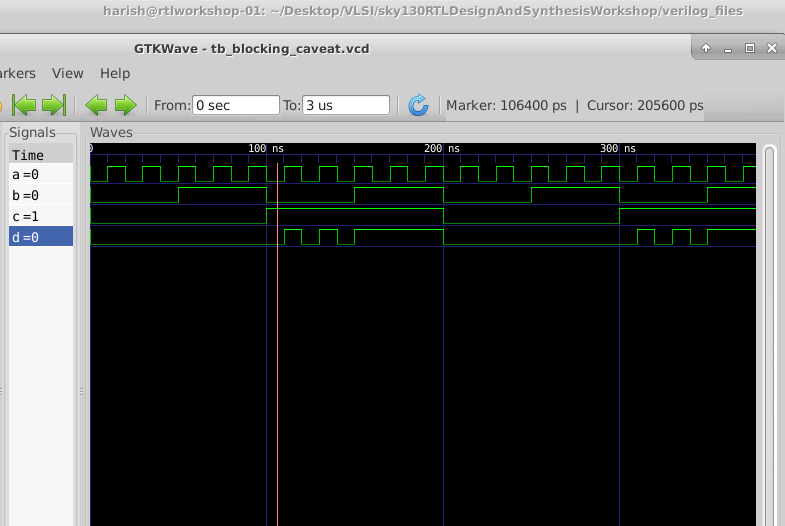 harish@rtlworkshop-01: ~/Desktop/VLSI/sky130RTLDesignAndSynthesisWorkshop/verilog_files
GTKWave - tb_blocking_caveat.vcd
arkers View Help
From: 0 sec To: 3 us Marker: 106400 ps | Cursor: 205600 ps
Signals Waves
Time 0 100 ns 200 ns 300 ns
a=0
b=0
c=1
d=0